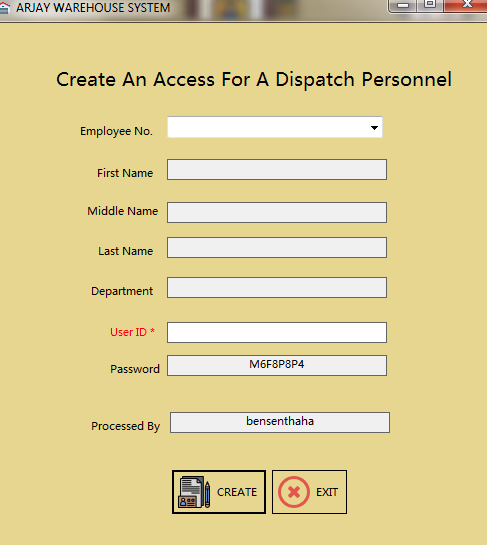 ARJAY WAREHOUSE SYSTEM
Create An Access For A Dispatch Personnel
Employee No.
First Name
Middle Name
Last Name
Department
User ID *
Password M6F8P8P4
Processed By bensenthaha
CREATE EXIT